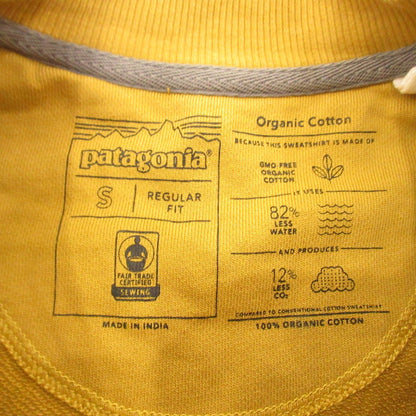 patagonia®
S
REGULAR
FIT
FAIR TRADE
CERTIFIED
SEWING
MADE IN INDIA
Organic Cotton
BECAUSE THIS SWEATSHIRT IS MADE OF
GMO-FREE
ORGANIC
COTTON
IT USES
82%
LESS
WATER
AND PRODUCES
12%
LESS
CO₂
COMPARED TO CONVENTIONAL COTTON SWEATSHIRT
100% ORGANIC COTTON